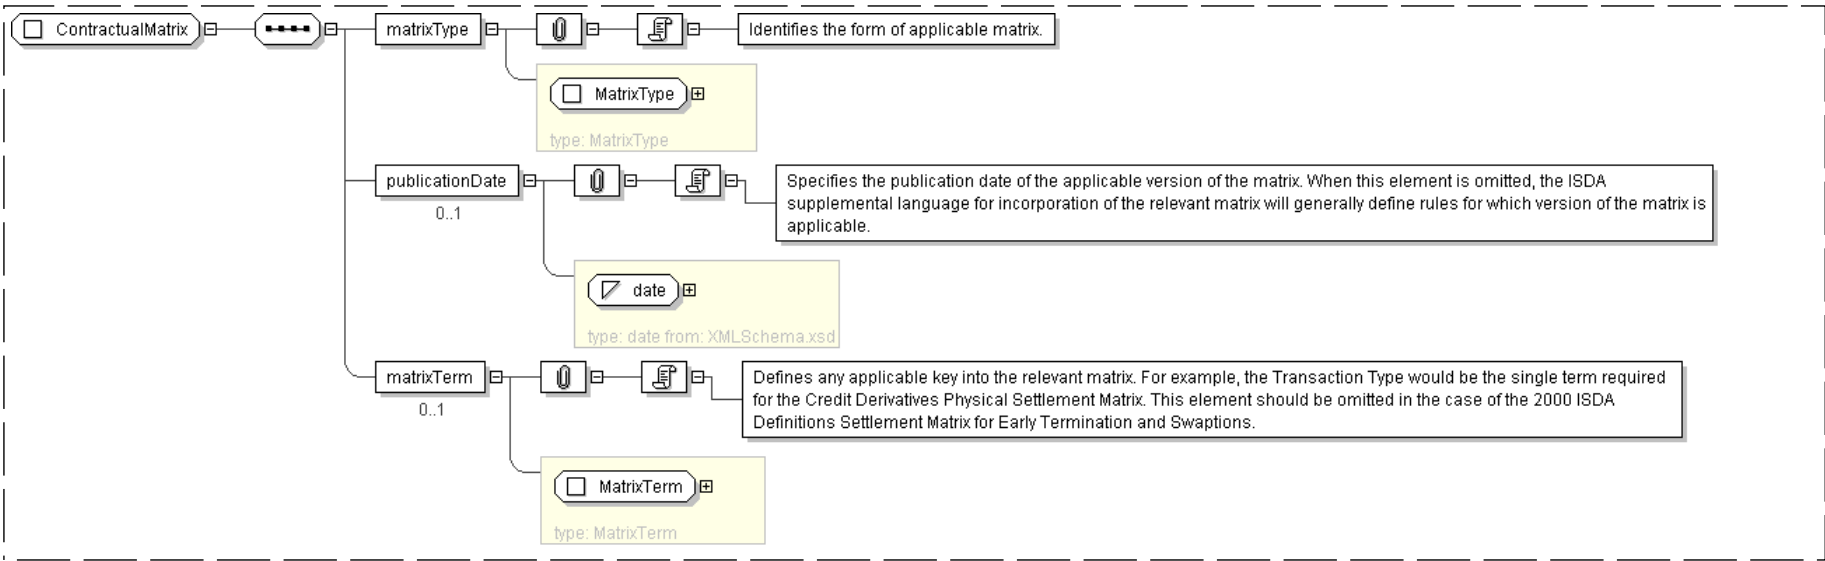 ContractualMatrix
matrixType
Identifies the form of applicable matrix.
MatrixType
type: MatrixType
publicationDate
0..1
Specifies the publication date of the applicable version of the matrix. When this element is omitted, the ISDA
supplemental language for incorporation of the relevant matrix will generally define rules for which version of the matrix is
applicable.
date
type: date from: XMLSchema.xsd
matrixTerm
0..1
Defines any applicable key into the relevant matrix. For example, the Transaction Type would be the single term required
for the Credit Derivatives Physical Settlement Matrix. This element should be omitted in the case of the 2000 ISDA
Definitions Settlement Matrix for Early Termination and Swaptions.
MatrixTerm
type: MatrixTerm